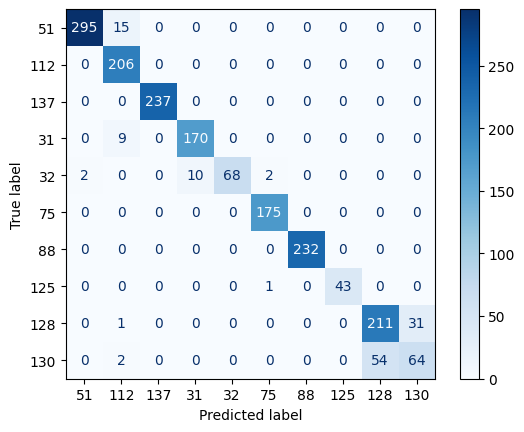 51 295 15 0 0 0 0 0 0 0 0
112 0 206 0 0 0 0 0 0 0 0
137 0 0 237 0 0 0 0 0 0 0
31 0 9 0 170 0 0 0 0 0 0
32 2 0 0 10 68 2 0 0 0 0
75 0 0 0 0 0 175 0 0 0 0
88 0 0 0 0 0 0 232 0 0 0
125 0 0 0 0 0 1 0 43 0 0
128 0 1 0 0 0 0 0 0 211 31
130 0 2 0 0 0 0 0 0 54 64
51 112 137 31 32 75 88 125 128 130
Predicted label
True label
250
200
150
100
50
0